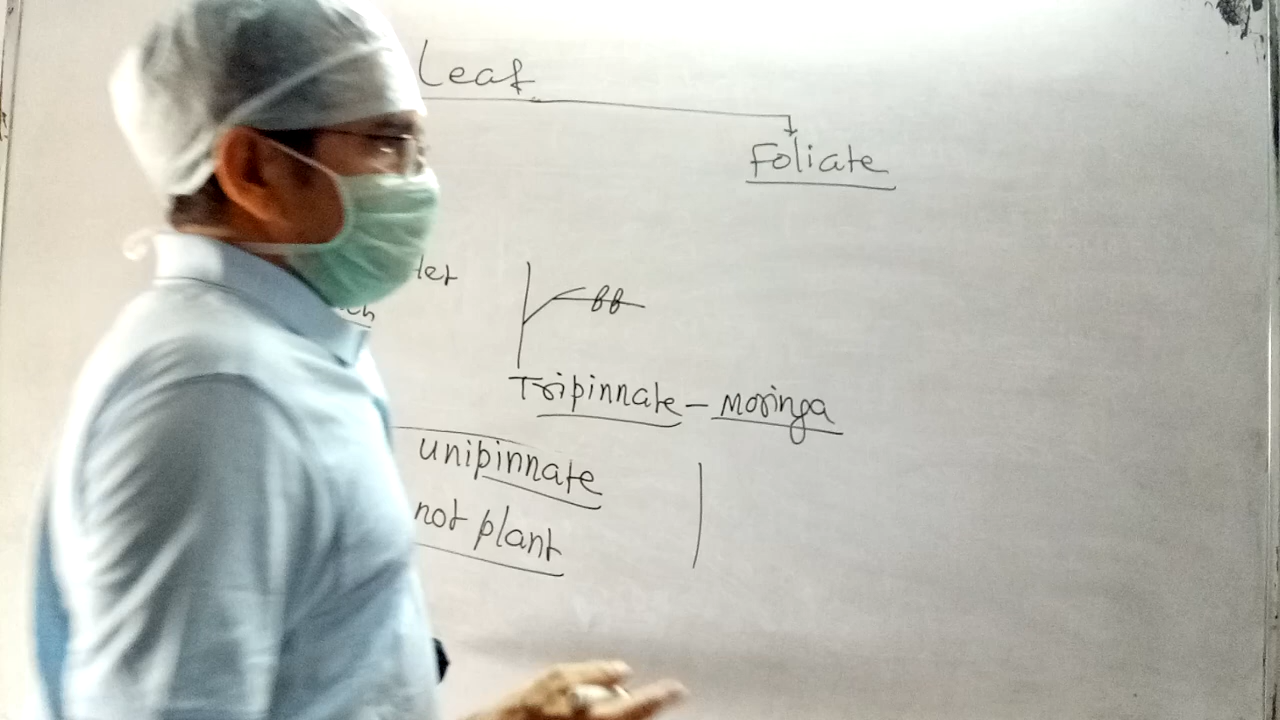 Leaf
Foliate
Tripinnate - Moringa
unipinnate
not plant